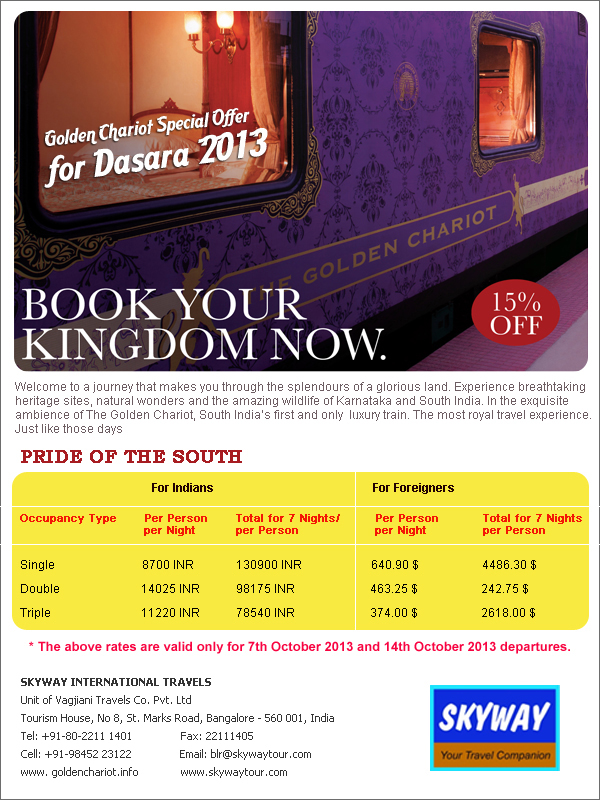 Golden Chariot Special Offer
for Dasara 2013
THE GOLDEN CHARIOT
BOOK YOUR
KINGDOM NOW.
15%
OFF
Welcome to a journey that makes you through the splendours of a glorious land. Experience breathtaking
heritage sites, natural wonders and the amazing wildlife of Karnataka and South India. In the exquisite
ambience of The Golden Chariot, South India's first and only luxury train. The most royal travel experience.
Just like those days
PRIDE OF THE SOUTH
For Indians For Foreigners
Occupancy Type Per Person Total for 7 Nights/ Per Person Total for 7 Nights
per Night per Person per Night per Person
Single 8700 INR 130900 INR 640.90 $ 4486.30 $
Double 14025 INR 98175 INR 463.25 $ 242.75 $
Triple 11220 INR 78540 INR 374.00 $ 2618.00 $
* The above rates are valid only for 7th October 2013 and 14th October 2013 departures.
SKYWAY INTERNATIONAL TRAVELS
Unit of Vagjiani Travels Co. Pvt. Ltd
Tourism House, No 8, St. Marks Road, Bangalore - 560 001, India
Tel: +91-80-2211 1401 Fax: 22111405
Cell: +91-98452 23122 Email: blr@skywaytour.com
www. goldenchariot.info www.skywaytour.com
SKYWAY
Your Travel Companion